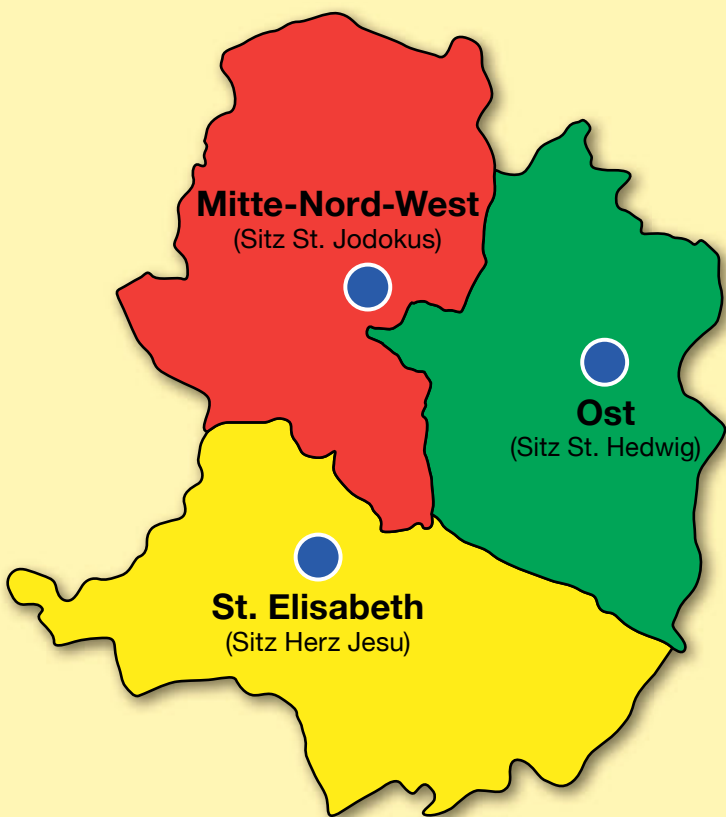 Mitte-Nord-West
(Sitz St. Jodokus)
Ost
(Sitz St. Hedwig)
St. Elisabeth
(Sitz Herz Jesu)